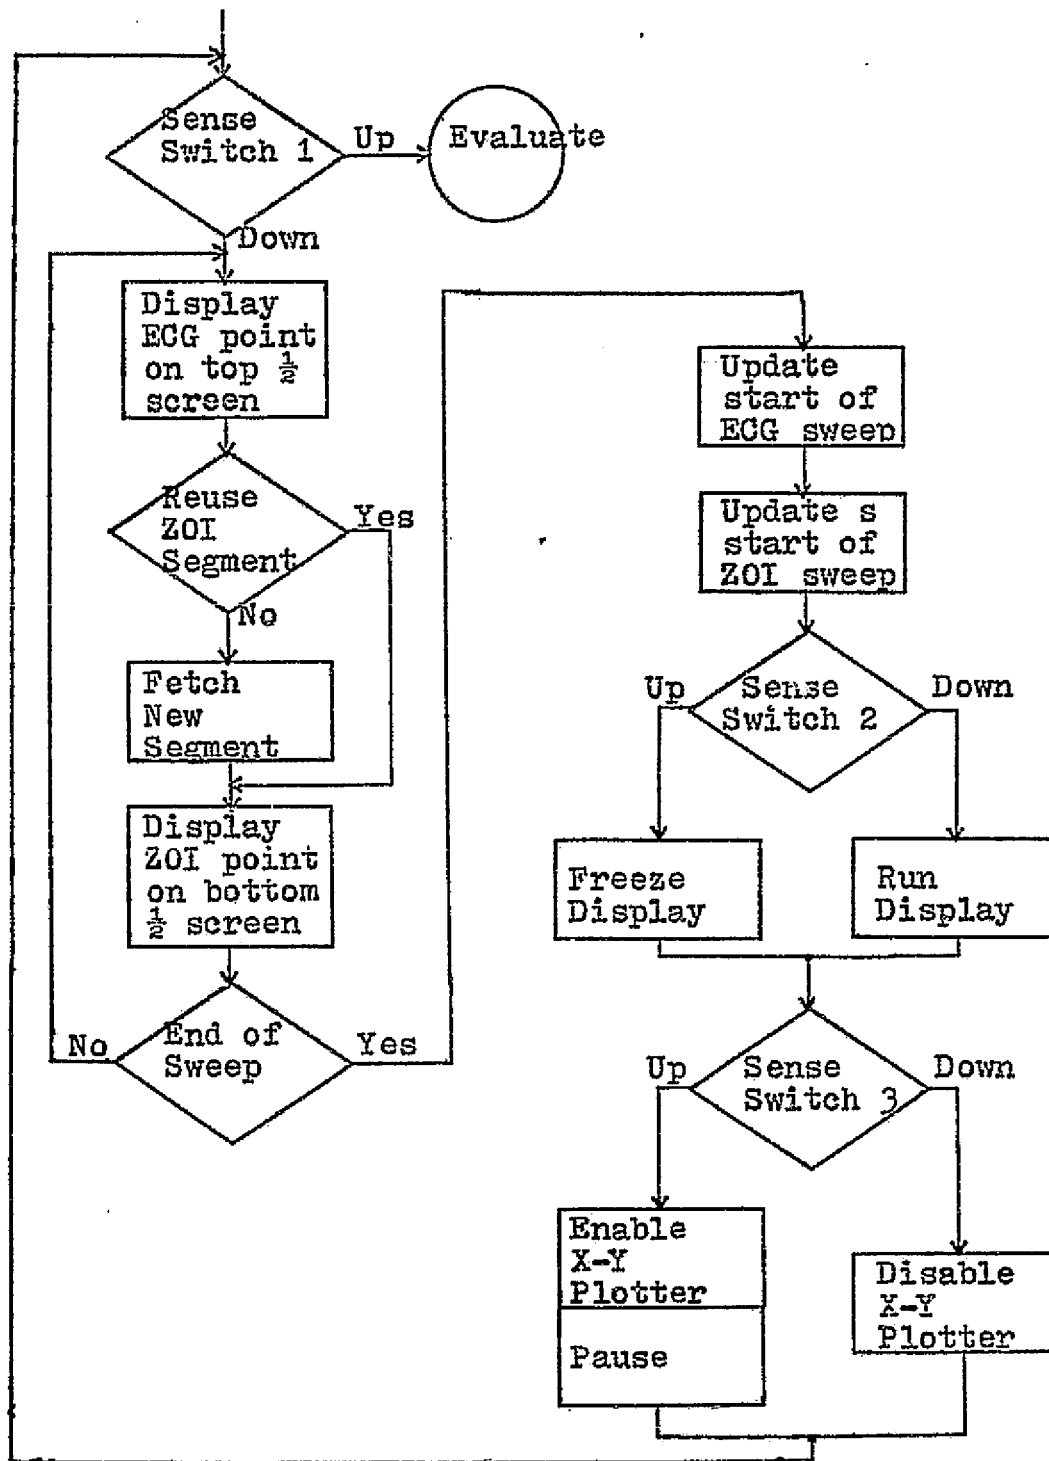 Sense
Switch 1
Up
Evaluate
Down
Display
ECG point
on top ½
screen
Reuse
ZOI
Segment
Yes
No
Fetch
New
Segment
Display
ZOI point
on bottom
½ screen
End of
Sweep
No
Yes
Update
start of
ECG sweep
Update s
start of
ZOI sweep
Sense
Switch 2
Up
Down
Freeze
Display
Run
Display
Sense
Switch 3
Up
Down
Enable
X-Y
Plotter
Pause
Disable
X-Y
Plotter